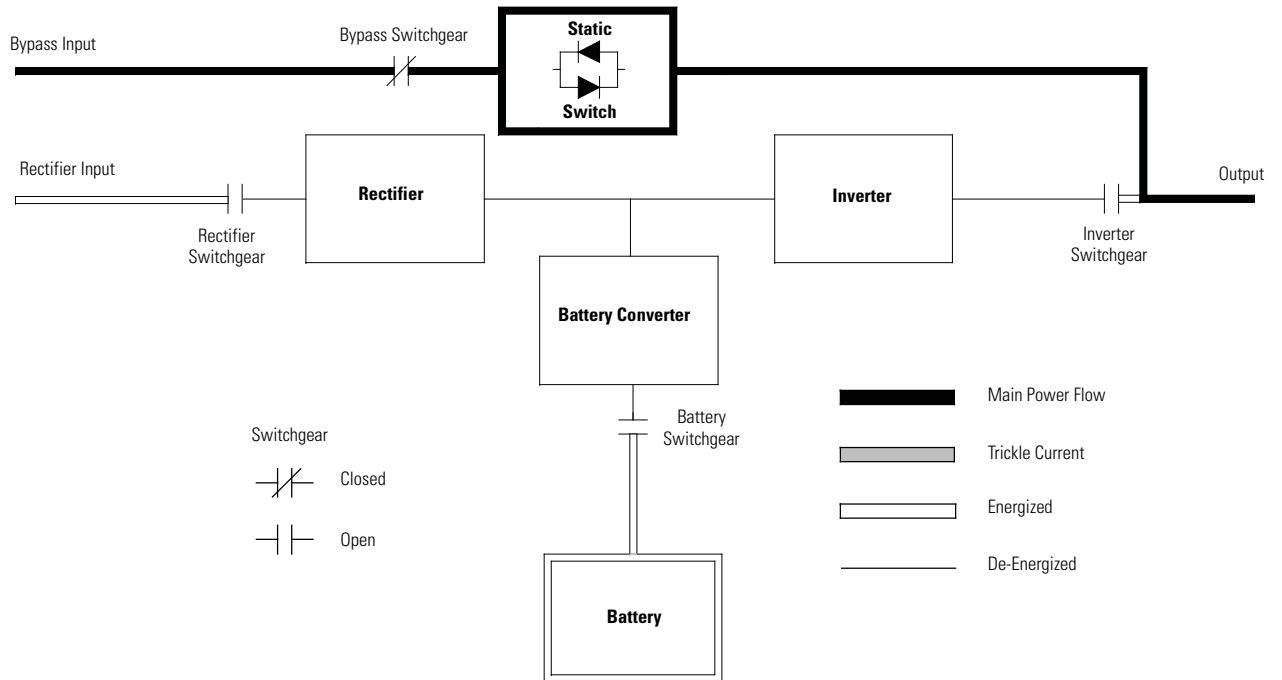 Bypass Input
Bypass Switchgear
Static
Switch
Rectifier Input
Rectifier
Inverter
Output
Rectifier
Switchgear
Inverter
Switchgear
Battery Converter
Battery
Switchgear
Switchgear
Closed
Open
Main Power Flow
Trickle Current
Energized
De-Energized
Battery